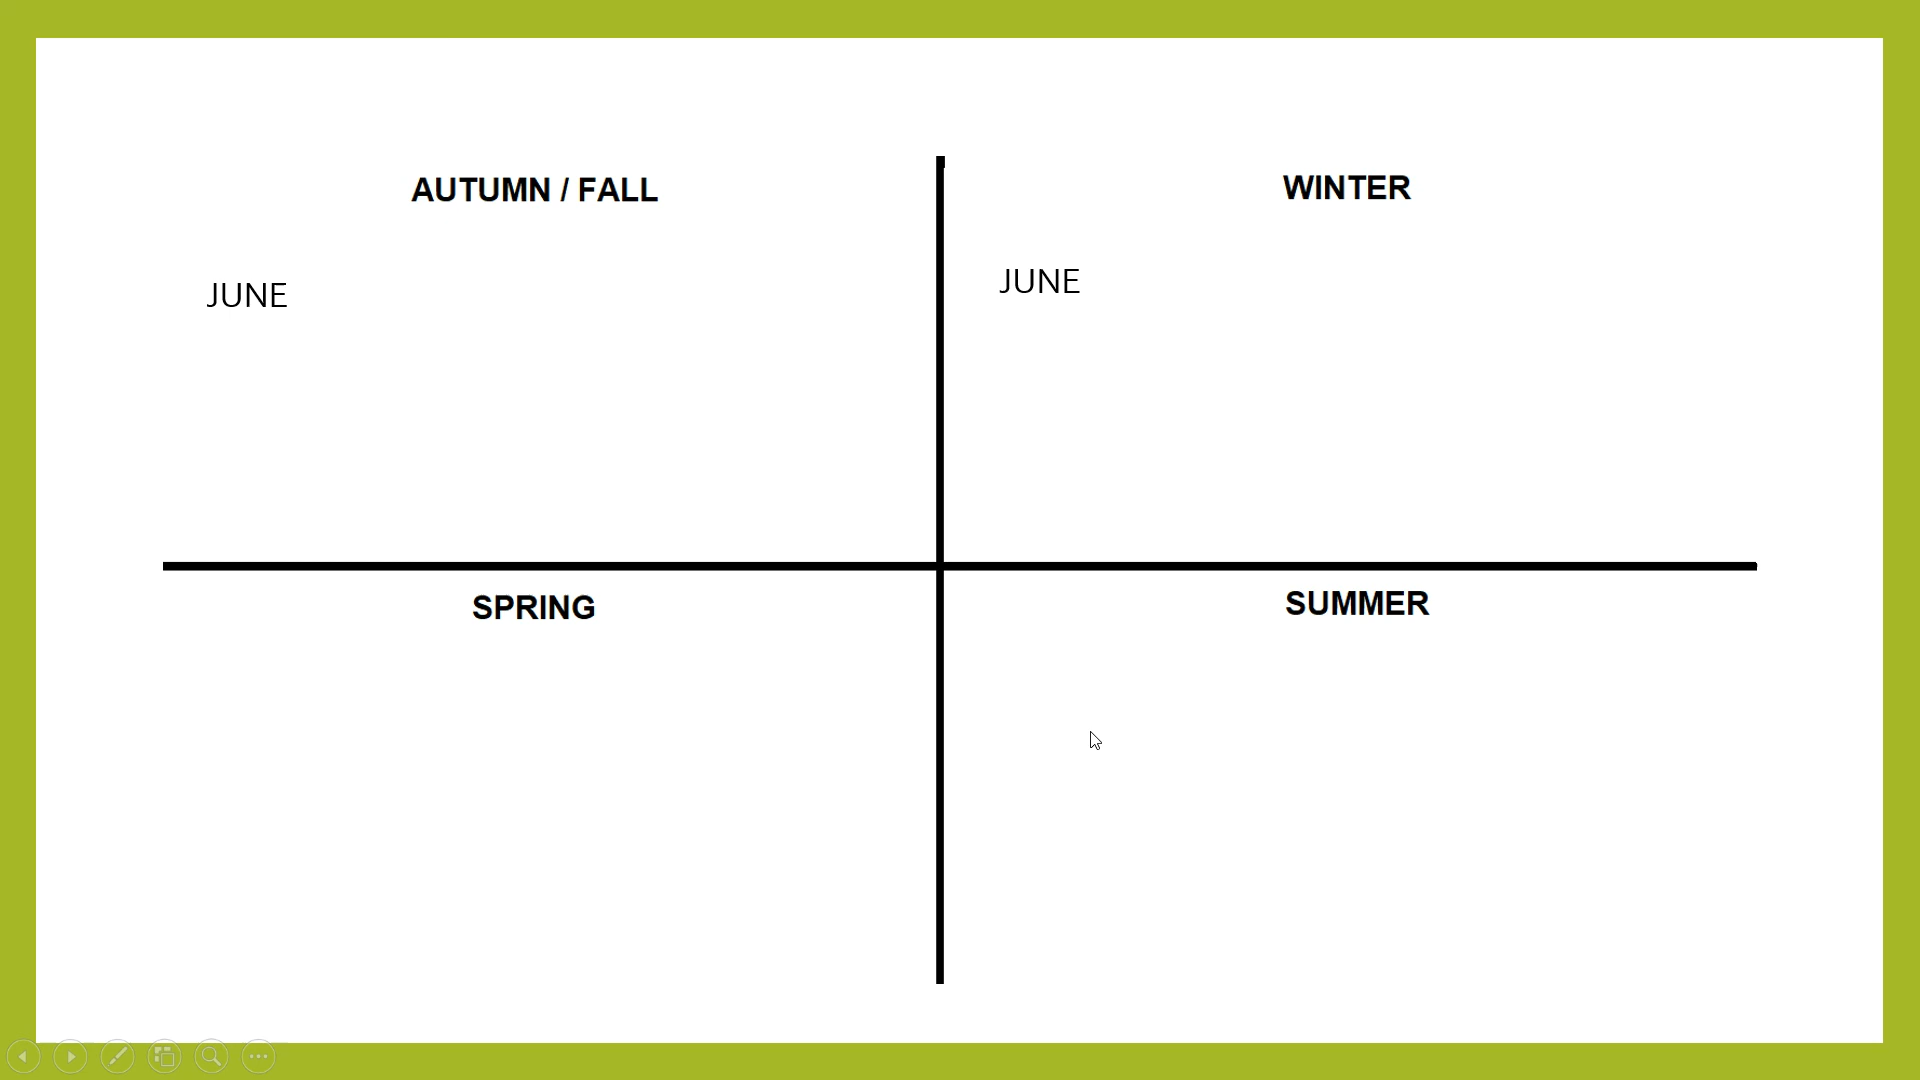 AUTUMN / FALL
WINTER
JUNE
JUNE
SPRING
SUMMER